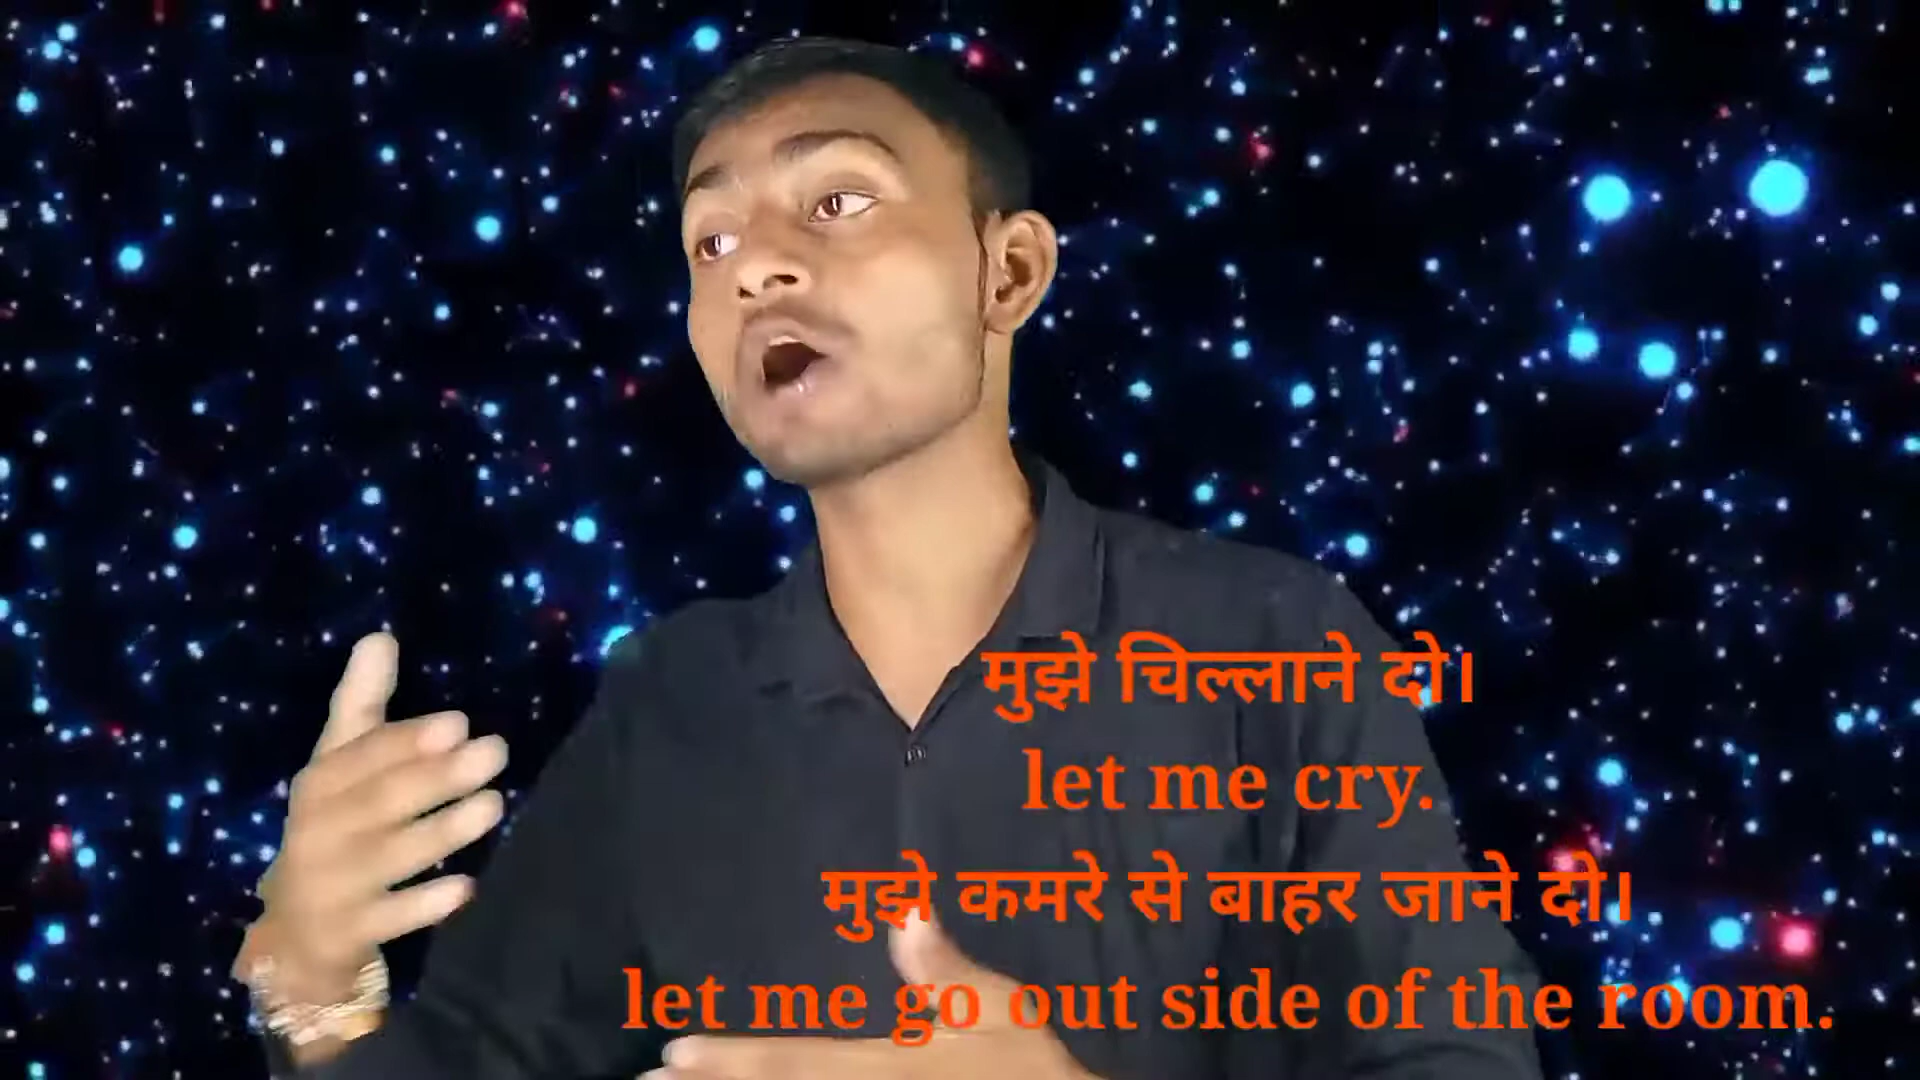 मुझे चिल्लाने दो।
let me cry.
मुझे कमरे से बाहर जाने दो।
let me go out side of the room.